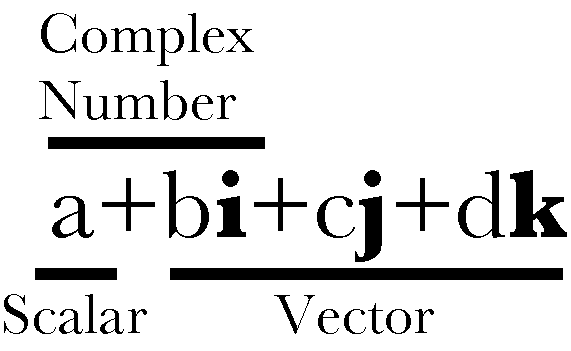 Complex
Number
a+bi+cj+dk
Scalar Vector